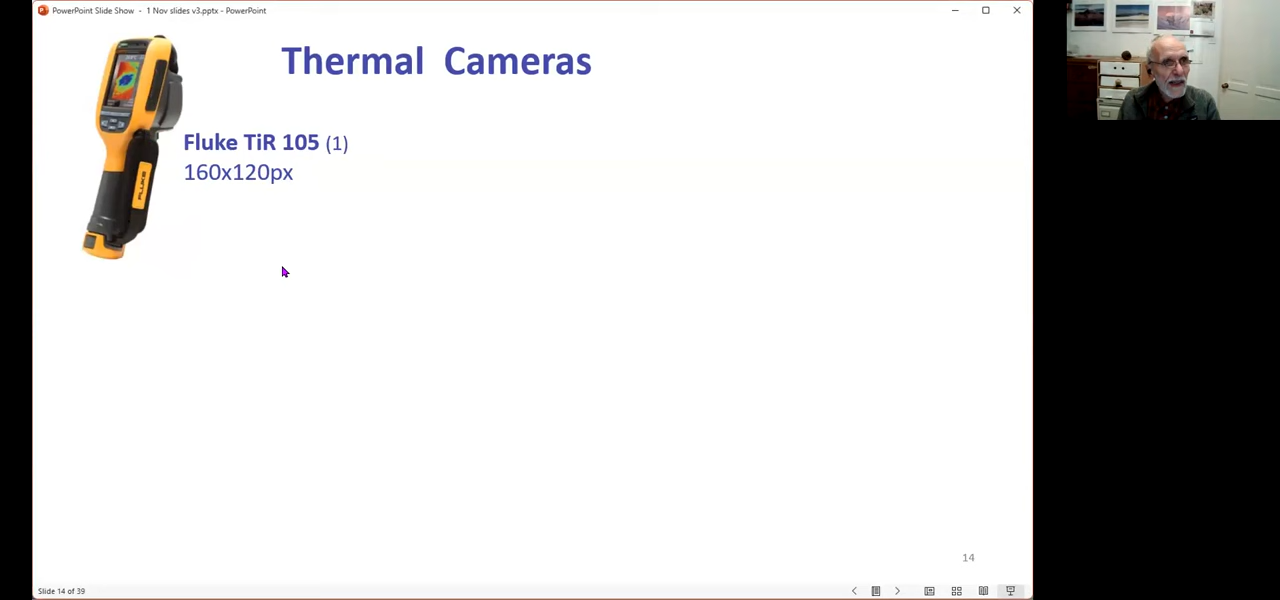 PowerPoint Slide Show - 1 Nov slides v3.pptx - PowerPoint
Thermal Cameras
Fluke TiR 105 (1)
160x120px
FLUKE
14
Slide 14 of 39